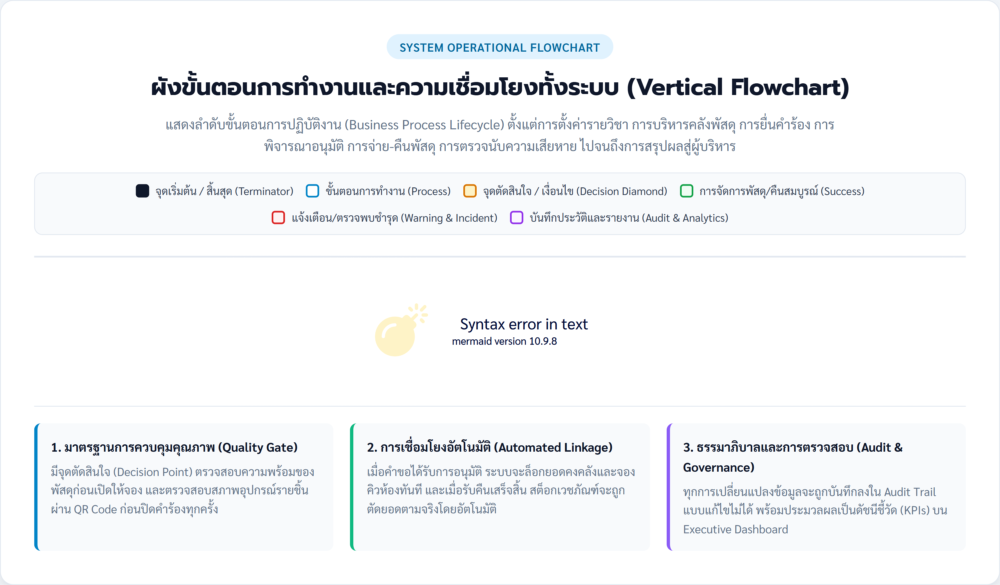 SYSTEM OPERATIONAL FLOWCHART
ผังขั้นตอนการทำงานและความเชื่อมโยงทั้งระบบ (Vertical Flowchart)
แสดงลำดับขั้นตอนการปฏิบัติงาน (Business Process Lifecycle) ตั้งแต่การตั้งค่ารายวิชา การบริหารคลังพัสดุ การยื่นคำร้อง การ
พิจารณาอนุมัติ การจ่าย-คืนพัสดุ การตรวจนับความเสียหาย ไปจนถึงการสรุปผลสู่ผู้บริหาร
จุดเริ่มต้น / สิ้นสุด (Terminator) ขั้นตอนการทำงาน (Process) จุดตัดสินใจ / เงื่อนไข (Decision Diamond) การจัดการพัสดุ/คืนสมบูรณ์ (Success)
แจ้งเตือน/ตรวจพบชำรุด (Warning & Incident) บันทึกประวัติและรายงาน (Audit & Analytics)
Syntax error in text
mermaid version 10.9.8
1. มาตรฐานการควบคุมคุณภาพ (Quality Gate)
มีจุดตัดสินใจ (Decision Point) ตรวจสอบความพร้อมของ
พัสดุก่อนเปิดให้จอง และตรวจสอบสภาพอุปกรณ์รายชิ้น
ผ่าน QR Code ก่อนปิดคำร้องทุกครั้ง
2. การเชื่อมโยงอัตโนมัติ (Automated Linkage)
เมื่อคำขอได้รับการอนุมัติ ระบบจะล็อกยอดคงคลังและจอง
คิวห้องทันที และเมื่อรับคืนเสร็จสิ้น สต็อกเวชภัณฑ์จะถูก
ตัดยอดตามจริงโดยอัตโนมัติ
3. ธรรมาภิบาลและการตรวจสอบ (Audit &
Governance)
ทุกการเปลี่ยนแปลงข้อมูลจะถูกบันทึกลงใน Audit Trail
แบบแก้ไขไม่ได้ พร้อมประมวลผลเป็นดัชนีชี้วัด (KPIs) บน
Executive Dashboard